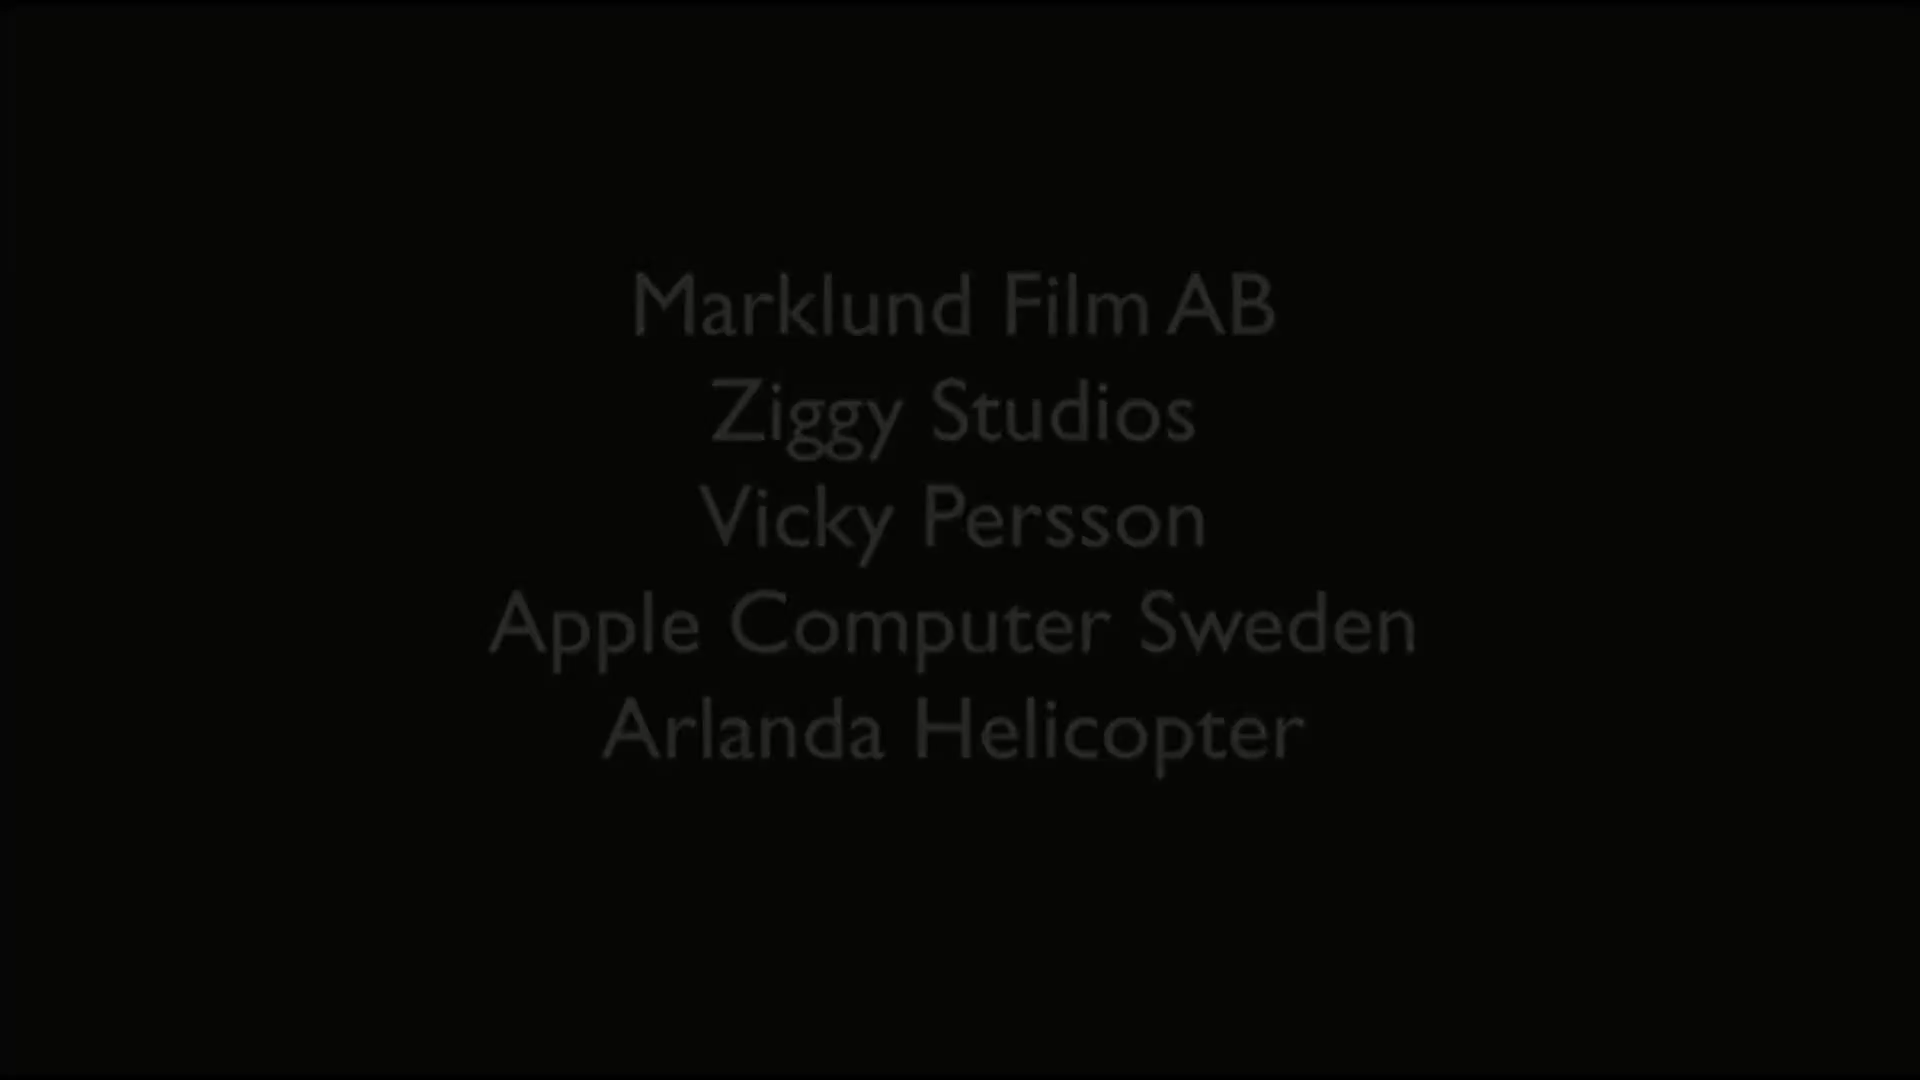 Marklund Film AB
Ziggy Studios
Vicky Persson
Apple Computer Sweden
Arlanda Helicopter